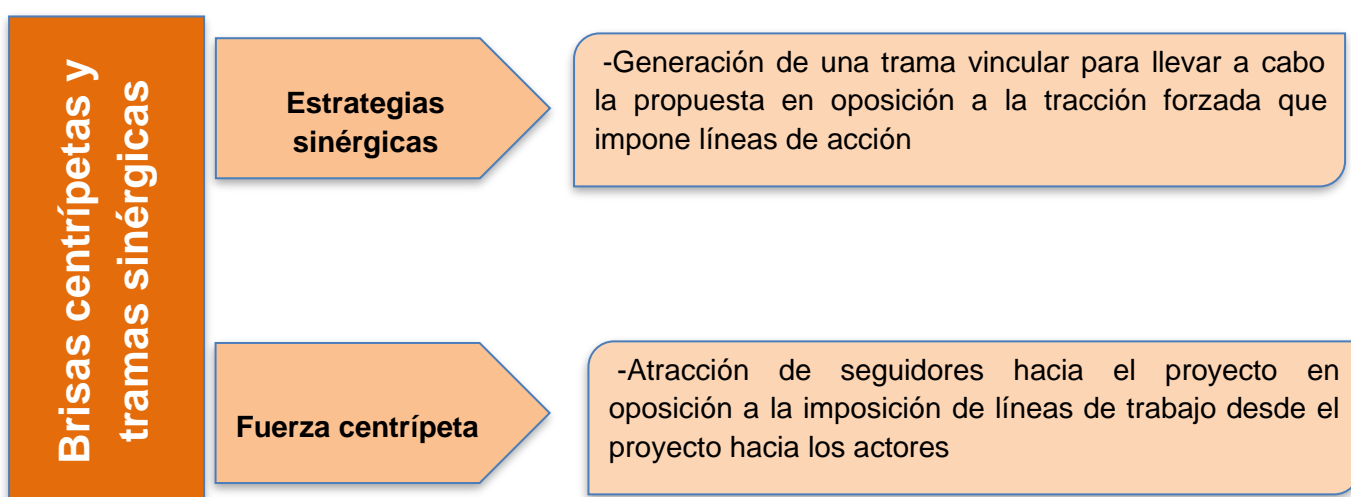 Brisas centrípetas y
tramas sinérgicas
Estrategias
sinérgicas
-Generación de una trama vincular para llevar a cabo
la propuesta en oposición a la tracción forzada que
impone líneas de acción
Fuerza centrípeta
-Atracción de seguidores hacia el proyecto en
oposición a la imposición de líneas de trabajo desde el
proyecto hacia los actores